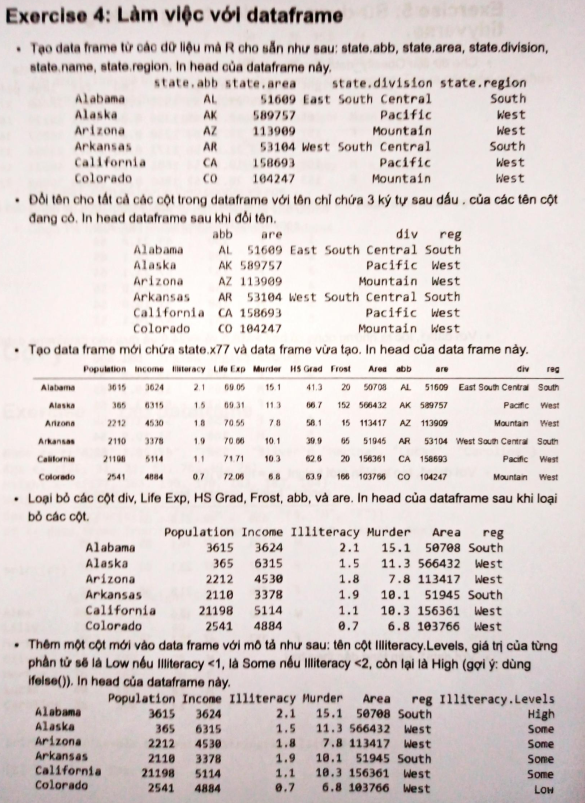 Exercise 4: Làm việc với dataframe
• Tạo data frame từ các dữ liệu mà R cho sẵn như sau: state.abb, state.area, state.division,
state.name, state.region. In head của dataframe này.
state.abb state.area state.division state.region
Alabama AL 51609 East South Central South
Alaska AK 589757 Pacific West
Arizona AZ 113909 Mountain West
Arkansas AR 53104 West South Central South
California CA 158693 Pacific West
Colorado CO 104247 Mountain West
• Đổi tên cho tất cả các cột trong dataframe với tên chỉ chứa 3 ký tự sau dấu . của các tên cột
đang có. In head dataframe sau khi đổi tên.
abb are div reg
Alabama AL 51609 East South Central South
Alaska AK 589757 Pacific West
Arizona AZ 113909 Mountain West
Arkansas AR 53104 West South Central South
California CA 158693 Pacific West
Colorado CO 104247 Mountain West
• Tạo data frame mới chứa state.x77 và data frame vừa tạo. In head của data frame này.
Population Income Illiteracy Life Exp Murder HS Grad Frost Area abb are div reg
Alabama 3615 3624 2.1 69.05 15.1 41.3 20 50708 AL 51609 East South Central South
Alaska 365 6315 1.5 69.31 11.3 66.7 152 566432 AK 589757 Pacific West
Arizona 2212 4530 1.8 70.55 7.8 58.1 15 113417 AZ 113909 Mountain West
Arkansas 2110 3378 1.9 70.66 10.1 39.9 65 51945 AR 53104 West South Central South
California 21198 5114 1.1 71.71 10.3 62.6 20 156361 CA 158693 Pacific West
Colorado 2541 4884 0.7 72.06 6.8 63.9 166 103766 CO 104247 Mountain West
• Loại bỏ các cột div, Life Exp, HS Grad, Frost, abb, và are. In head của dataframe sau khi loại
bỏ các cột.
Population Income Illiteracy Murder Area reg
Alabama 3615 3624 2.1 15.1 50708 South
Alaska 365 6315 1.5 11.3 566432 West
Arizona 2212 4530 1.8 7.8 113417 West
Arkansas 2110 3378 1.9 10.1 51945 South
California 21198 5114 1.1 10.3 156361 West
Colorado 2541 4884 0.7 6.8 103766 West
• Thêm một cột mới vào data frame với mô tả như sau: tên cột Illiteracy.Levels, giá trị của từng
phần tử sẽ là Low nếu Illiteracy <1, là Some nếu Illiteracy <2, còn lại là High (gợi ý: dùng
ifelse()). In head của dataframe này.
Population Income Illiteracy Murder Area reg Illiteracy.Levels
Alabama 3615 3624 2.1 15.1 50708 South High
Alaska 365 6315 1.5 11.3 566432 West Some
Arizona 2212 4530 1.8 7.8 113417 West Some
Arkansas 2110 3378 1.9 10.1 51945 South Some
California 21198 5114 1.1 10.3 156361 West Some
Colorado 2541 4884 0.7 6.8 103766 West Low